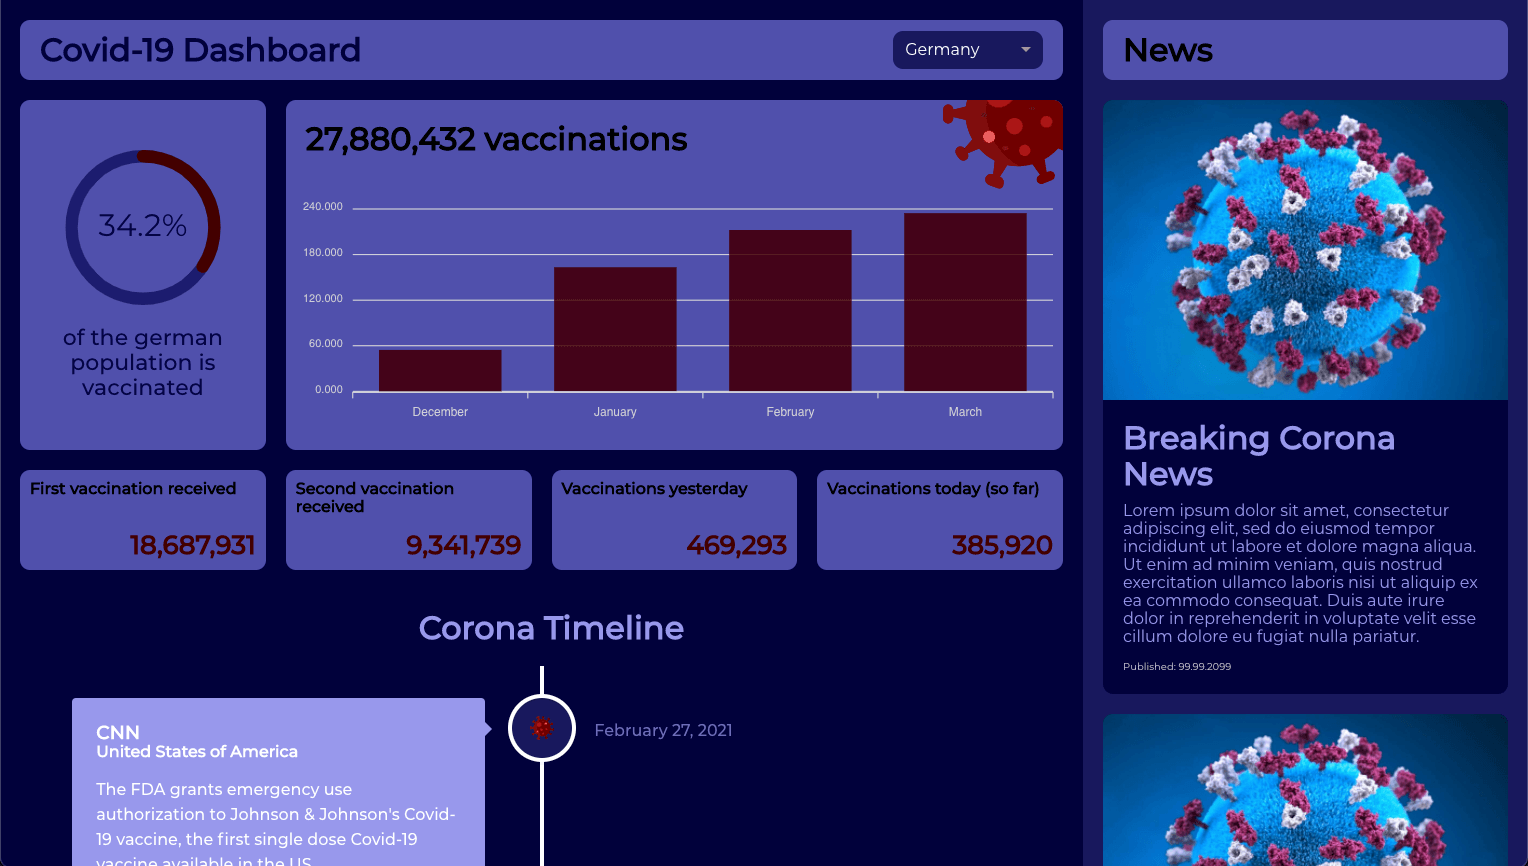 Covid-19 Dashboard
Germany
34.2%
of the german
population is
vaccinated
27,880,432 vaccinations
240.000
180.000
120.000
60.000
0.000
December
January
February
March
First vaccination received
18,687,931
Second vaccination
received
9,341,739
Vaccinations yesterday
469,293
Vaccinations today (so far)
385,920
Corona Timeline
CNN
United States of America
The FDA grants emergency use
authorization to Johnson & Johnson's Covid-
19 vaccine, the first single dose Covid-19
vaccine available in the US
February 27, 2021
News
Breaking Corona
News
Lorem ipsum dolor sit amet, consectetur
adipiscing elit, sed do eiusmod tempor
incididunt ut labore et dolore magna aliqua.
Ut enim ad minim veniam, quis nostrud
exercitation ullamco laboris nisi ut aliquip ex
ea commodo consequat. Duis aute irure
dolor in reprehenderit in voluptate velit esse
cillum dolore eu fugiat nulla pariatur.
Published: 99.99.2099